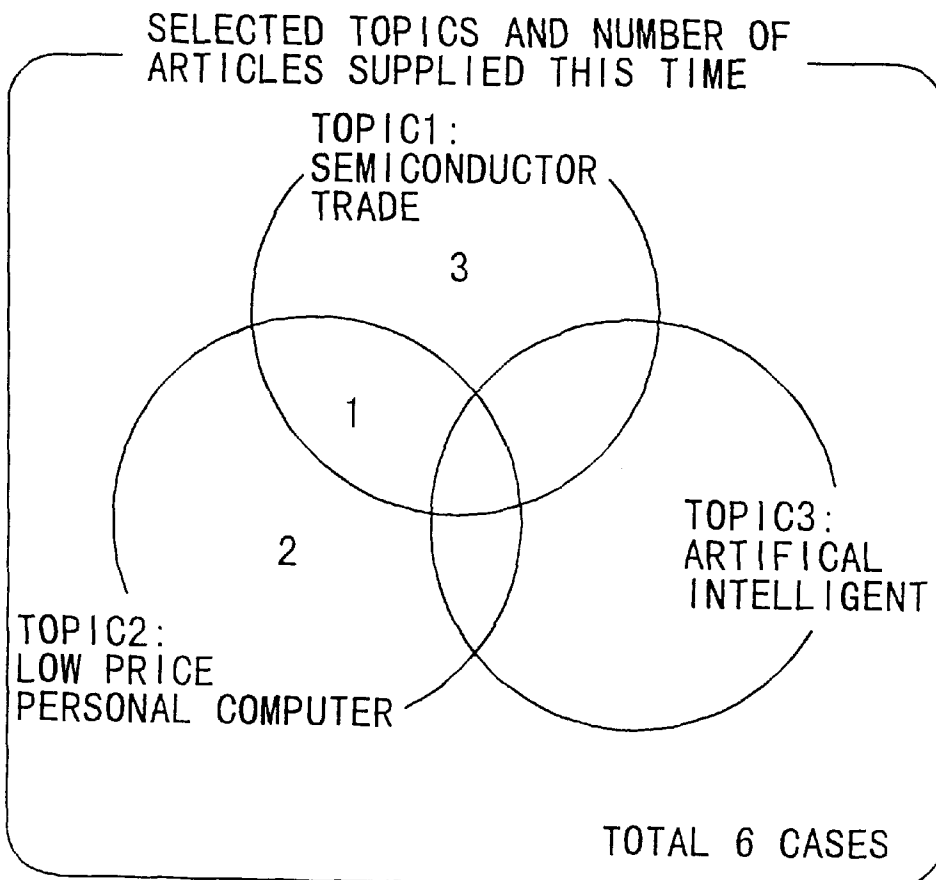 SELECTED TOPICS AND NUMBER OF
ARTICLES SUPPLIED THIS TIME
TOPIC1:
SEMICONDUCTOR
TRADE
3
1
2
TOPIC3:
ARTIFICAL
INTELLIGENT
TOPIC2:
LOW PRICE
PERSONAL COMPUTER
TOTAL 6 CASES